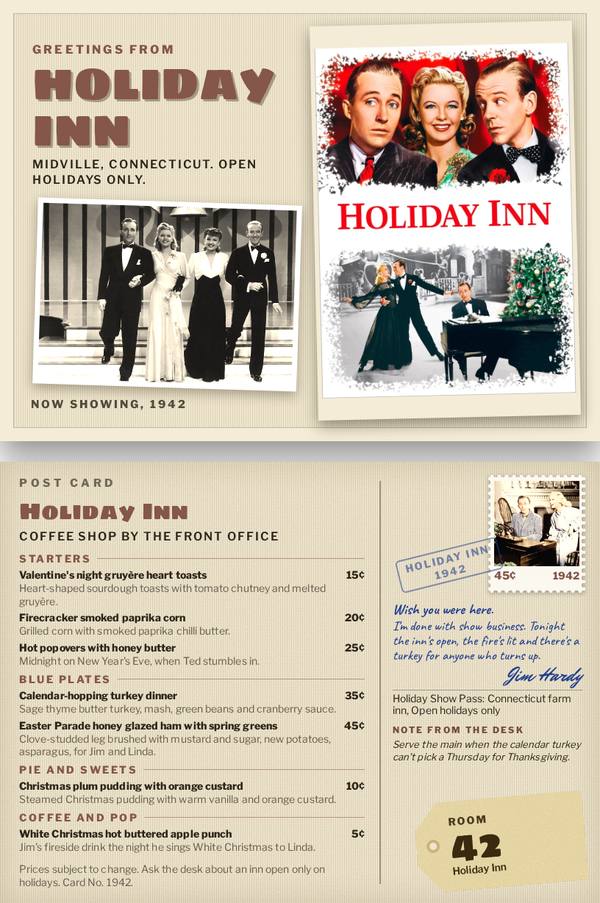 GREETINGS FROM
HOLIDAY
INN
MIDVILLE, CONNECTICUT. OPEN
HOLIDAYS ONLY.
NOW SHOWING, 1942
HOLIDAY INN
POST CARD
Holiday Inn
COFFEE SHOP BY THE FRONT OFFICE
STARTERS
Valentine's night gruyère heart toasts 15¢
Heart-shaped sourdough toasts with tomato chutney and melted
gruyère.
Firecracker smoked paprika corn 20¢
Grilled corn with smoked paprika chilli butter.
Hot popovers with honey butter 25¢
Midnight on New Year's Eve, when Ted stumbles in.
BLUE PLATES
Calendar-hopping turkey dinner 35¢
Sage thyme butter turkey, mash, green beans and cranberry sauce.
Easter Parade honey glazed ham with spring greens 45¢
Clove-studded leg brushed with mustard and sugar, new potatoes,
asparagus, for Jim and Linda.
PIE AND SWEETS
Christmas plum pudding with orange custard 10¢
Steamed Christmas pudding with warm vanilla and orange custard.
COFFEE AND POP
White Christmas hot buttered apple punch 5¢
Jim's fireside drink the night he sings White Christmas to Linda.
Prices subject to change. Ask the desk about an inn open only on
holidays. Card No. 1942.
45¢ 1942
HOLIDAY INN
1942
Wish you were here.
I'm done with show business. Tonight
the inn's open, the fire's lit and there's a
turkey for anyone who turns up.
Jim Hardy
Holiday Show Pass: Connecticut farm
inn, Open holidays only
NOTE FROM THE DESK
Serve the main when the calendar turkey
can't pick a Thursday for Thanksgiving.
ROOM
42
Holiday Inn